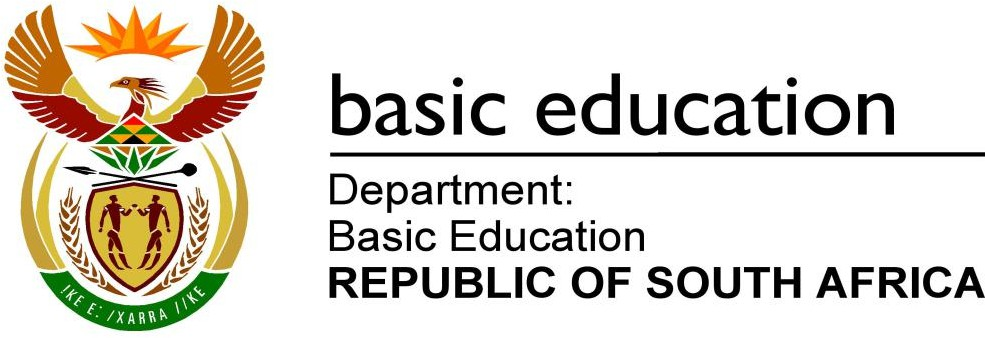 !KE E: /XARRA //KE
basic education
Department:
Basic Education
REPUBLIC OF SOUTH AFRICA